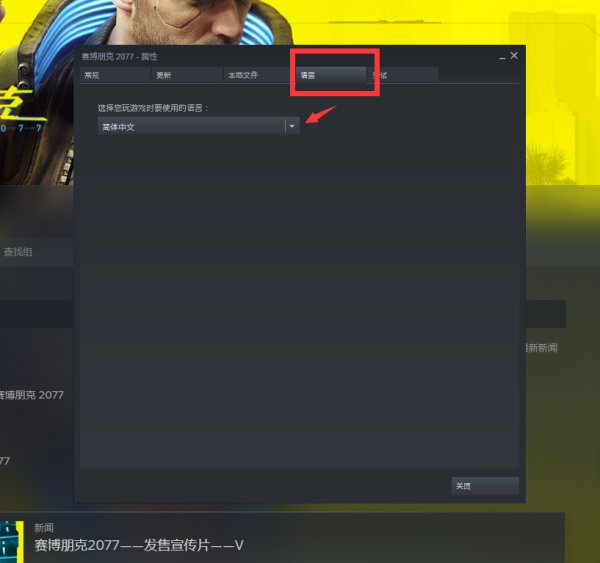 赛博朋克 2077 - 属性
常规
更新
本地文件
语言
试
选择您玩游戏时要使用的语言：
简体中文
克
0→7→7
查找组
最新新闻
赛博朋克 2077
77
关闭
新闻
赛博朋克2077——发售宣传片——V